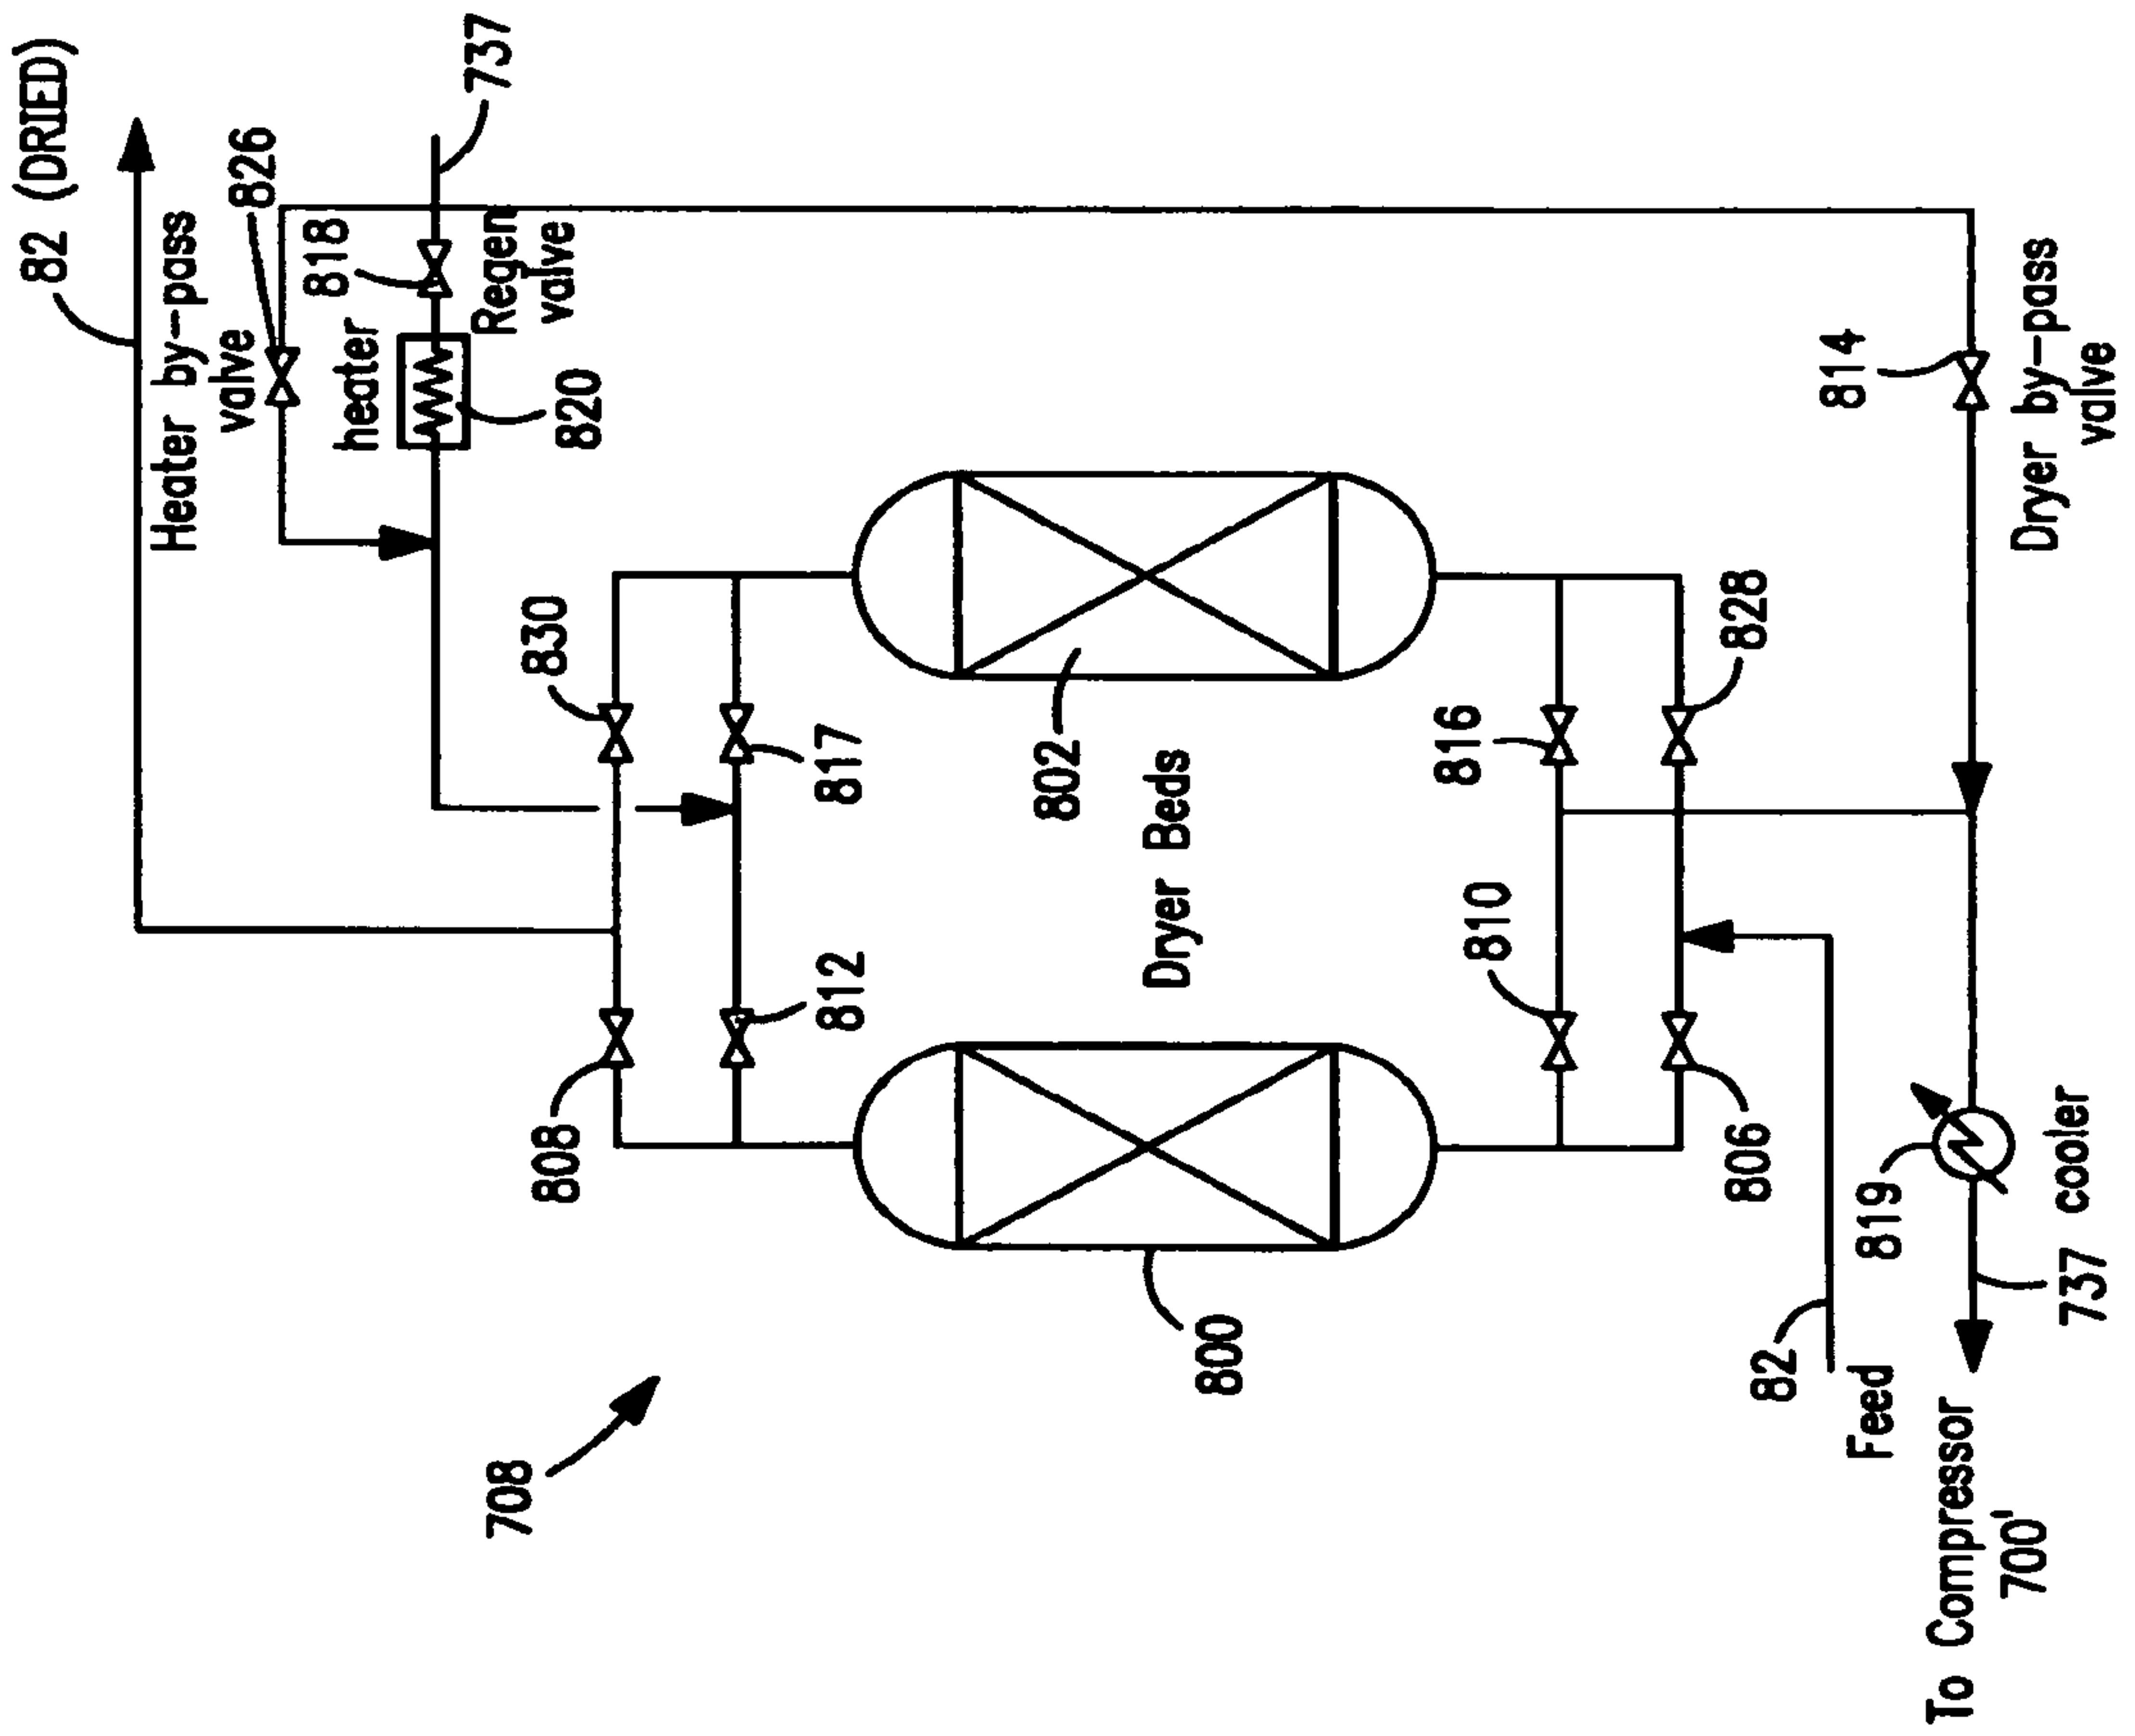 82 (DRIED)
Heater by-pass
valve
826
818
737
Regen
valve
heater
820
830
817
808
812
802
Dryer Beds
800
816
828
810
806
814
Dryer by-pass
valve
819
cooler
737
82
Feed
To Compressor
700'
708